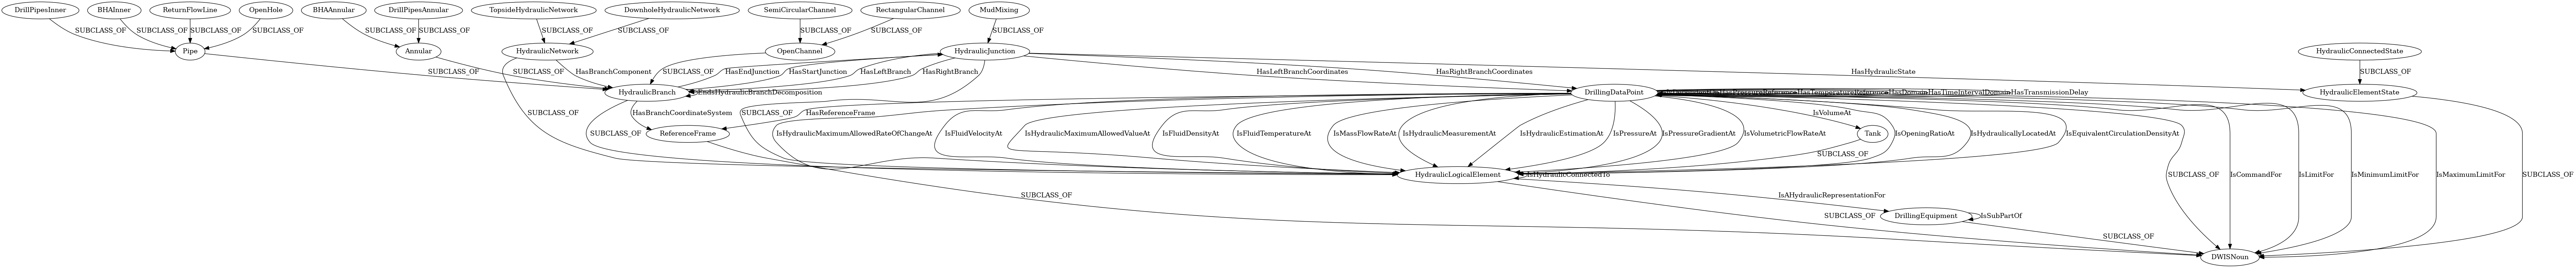 DrillPipesInner
BHAInner
ReturnFlowLine
OpenHole
BHAAnnular
DrillPipesAnnular
TopsideHydraulicNetwork
DownholeHydraulicNetwork
SemiCircularChannel
RectangularChannel
MudMixing
SUBCLASS_OF
SUBCLASS_OF
SUBCLASS_OF
SUBCLASS_OF
SUBCLASS_OF
SUBCLASS_OF
SUBCLASS_OF
SUBCLASS_OF
SUBCLASS_OF
SUBCLASS_OF
SUBCLASS_OF
Pipe
Annular
HydraulicNetwork
OpenChannel
HydraulicJunction
HydraulicConnectedState
SUBCLASS_OF
SUBCLASS_OF
HasBranchComponent
SUBCLASS_OF
HasEndJunction
HasStartJunction
HasLeftBranch
HasRightBranch
HasLeftBranchCoordinates
HasRightBranchCoordinates
HasHydraulicState
SUBCLASS_OF
HydraulicBranch
EndsHydraulicBranchDecomposition
DrillingDataPoint
HasTimeIntervalDomain
HasTransmissionDelay
HydraulicElementState
SUBCLASS_OF
HasBranchCoordinateSystem
SUBCLASS_OF
HasReferenceFrame
IsVolumeAt
SUBCLASS_OF
ReferenceFrame
IsHydraulicMaximumAllowedRateOfChangeAt
IsFluidVelocityAt
IsHydraulicMaximumAllowedValueAt
IsFluidDensityAt
IsFluidTemperatureAt
IsMassFlowRateAt
IsHydraulicMeasurementAt
IsHydraulicEstimationAt
IsPressureAt
IsPressureGradientAt
IsVolumetricFlowRateAt
Tank
IsOpeningRatioAt
IsHydraulicallyLocatedAt
IsEquivalentCirculationDensityAt
SUBCLASS_OF
HydraulicLogicalElement
IsHydraulicConnectedTo
SUBCLASS_OF
IsCommandFor
IsLimitFor
IsMinimumLimitFor
IsMaximumLimitFor
SUBCLASS_OF
SUBCLASS_OF
IsAHydraulicRepresentationFor
SUBCLASS_OF
DrillingEquipment
IsSubPartOf
SUBCLASS_OF
DWISNoun